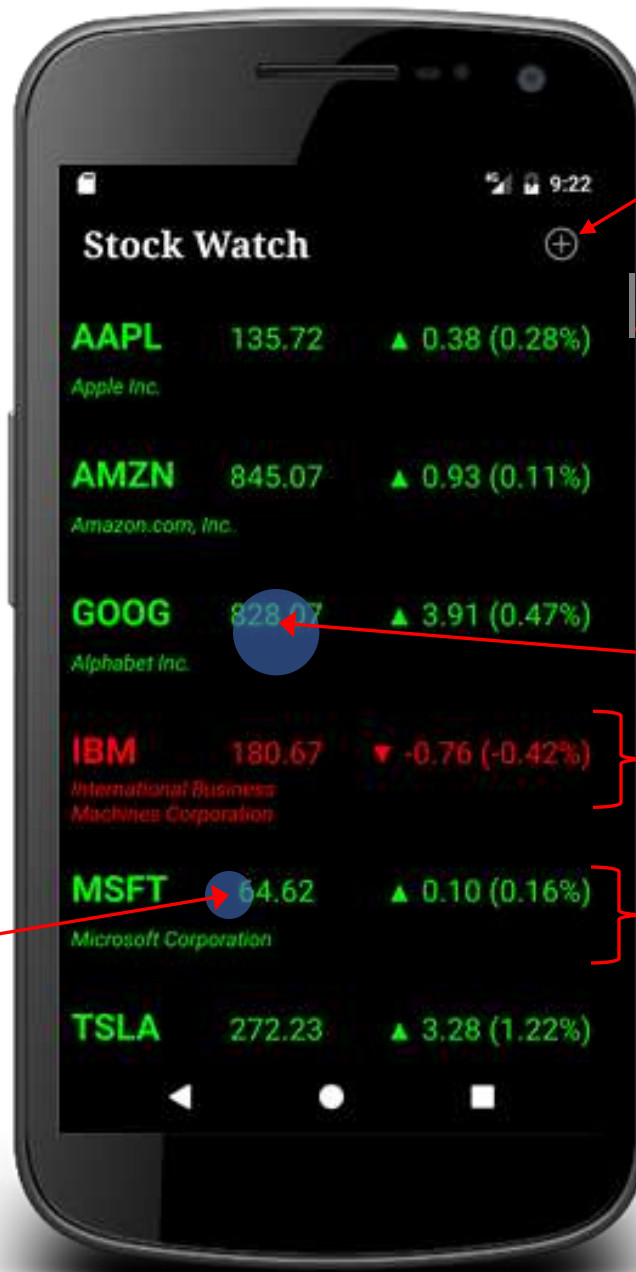 4G 9:22
Stock Watch
AAPL 135.72 ▲ 0.38 (0.28%)
Apple Inc.
AMZN 845.07 ▲ 0.93 (0.11%)
Amazon.com, Inc.
GOOG 828.07 ▲ 3.91 (0.47%)
Alphabet Inc.
IBM 180.67 ▼ -0.76 (-0.42%)
International Business
Machines Corporation
MSFT 64.62 ▲ 0.10 (0.16%)
Microsoft Corporation
TSLA 272.23 ▲ 3.28 (1.22%)